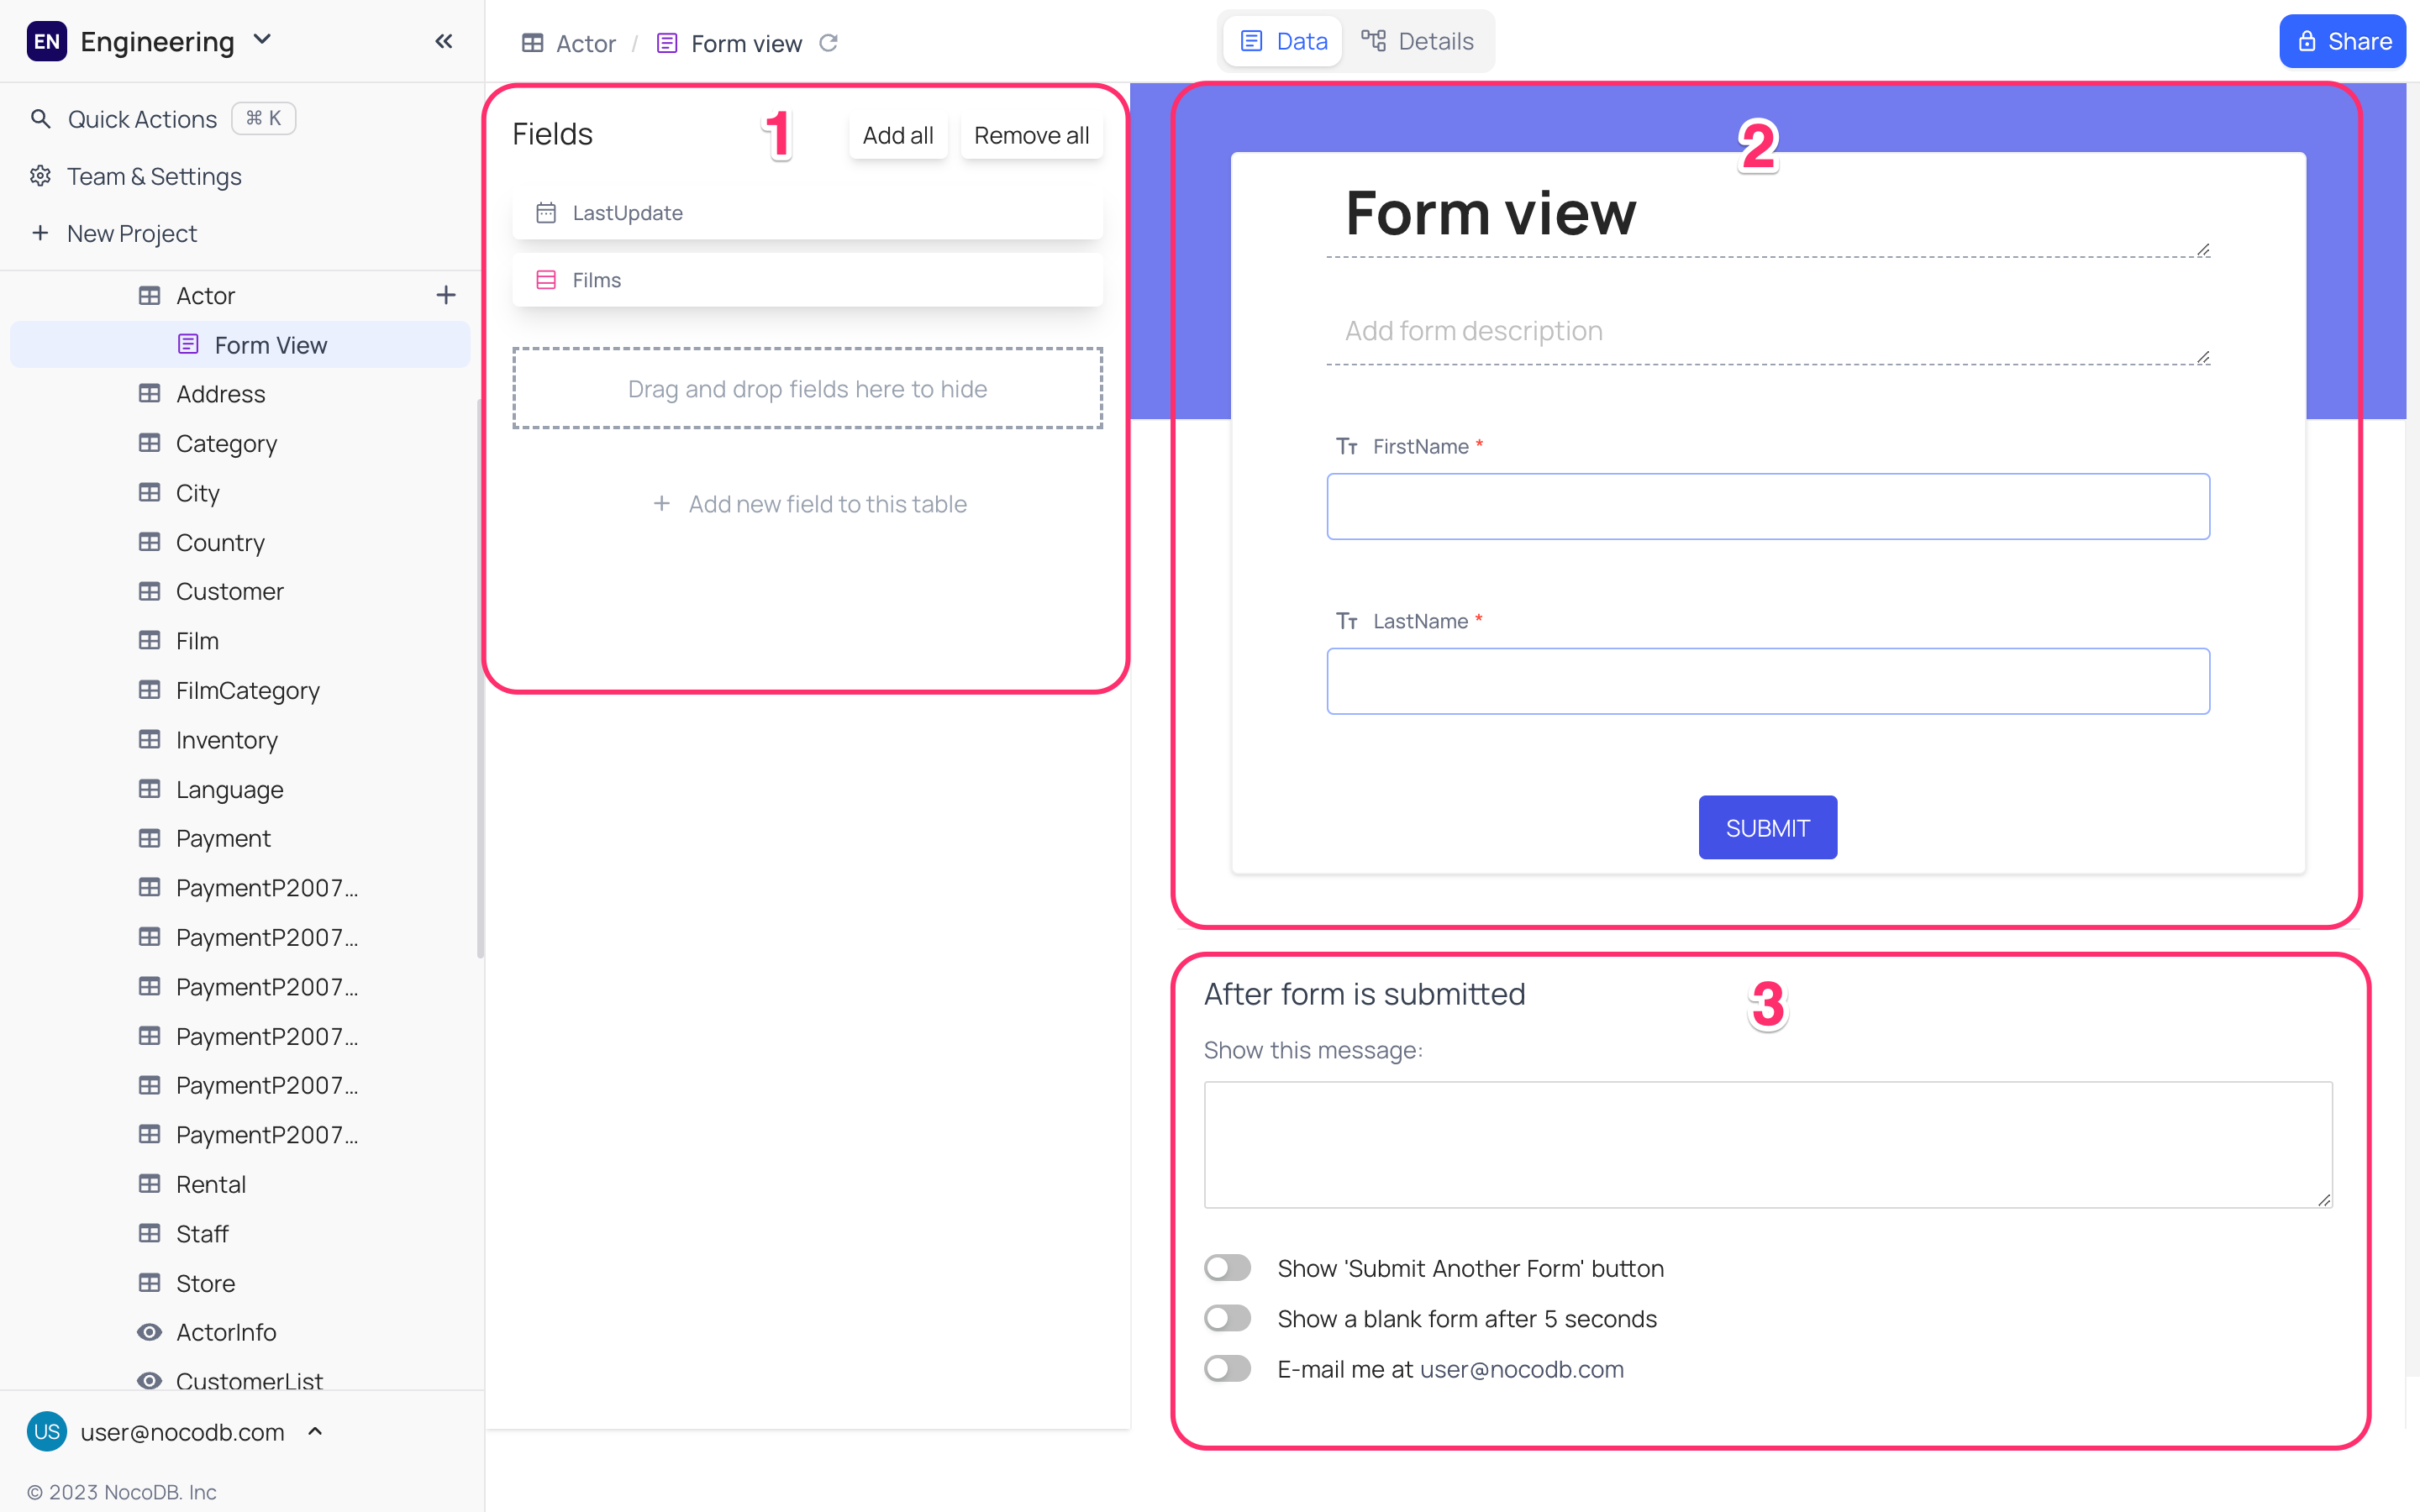 EN Engineering
Quick Actions ⌘ K
Team & Settings
New Project
Actor
Form View
Address
Category
City
Country
Customer
Film
FilmCategory
Inventory
Language
Payment
PaymentP2007...
PaymentP2007...
PaymentP2007...
PaymentP2007...
PaymentP2007...
PaymentP2007...
Rental
Staff
Store
ActorInfo
CustomerList
US user@nocodb.com
© 2023 NocoDB. Inc
Actor / Form view
Data Details
Share
Fields 1 Add all Remove all
LastUpdate
Films
Drag and drop fields here to hide
+ Add new field to this table
2
Form view
Add form description
FirstName *
LastName *
SUBMIT
3
After form is submitted
Show this message:
Show 'Submit Another Form' button
Show a blank form after 5 seconds
E-mail me at user@nocodb.com